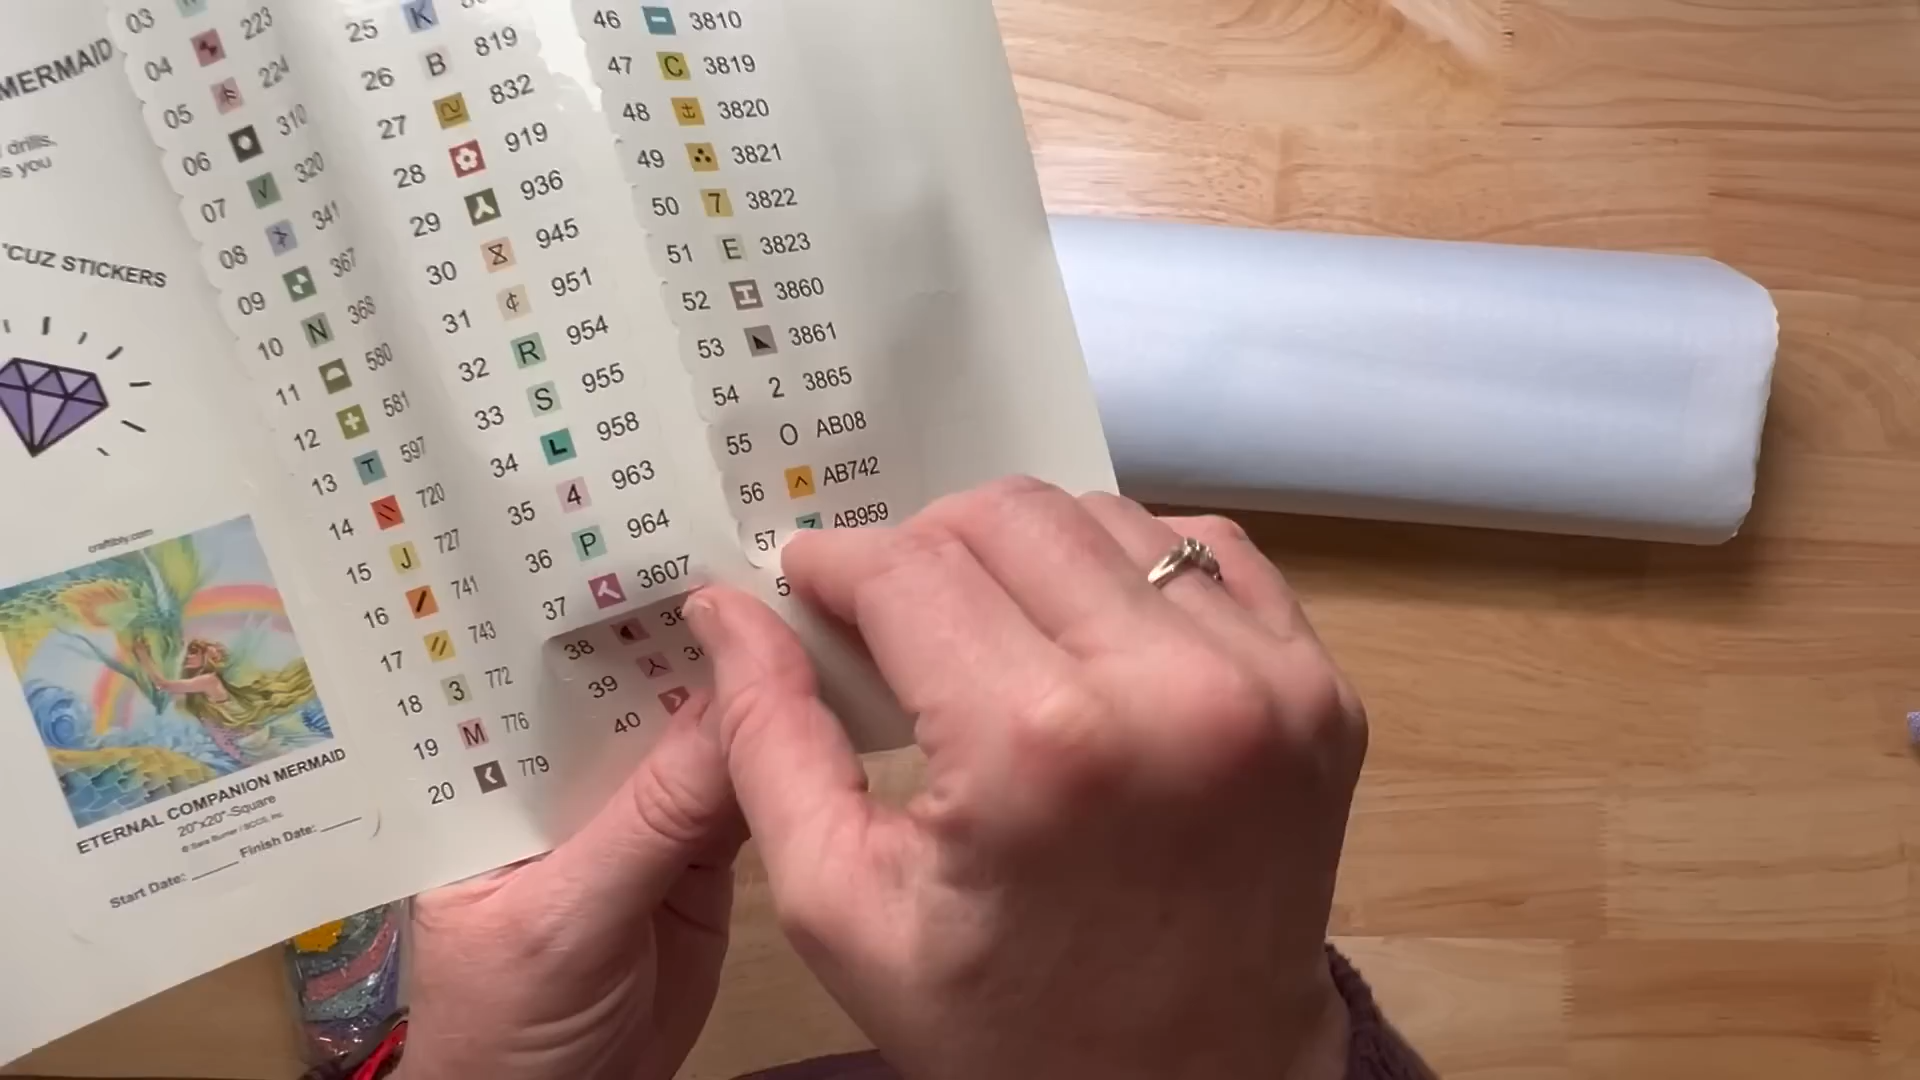 MERMAID
drills.
s you
'CUZ STICKERS
craftibly.com
ETERNAL COMPANION MERMAID
20"x20"-Square
Start Date: _____ Finish Date: _____
03
04 223
05 224
06 310
07 √ 320
08 341
09 367
10 N 368
11 580
12 581
13 T 597
14 720
15 J 727
16 741
17 743
18 3 772
19 M 776
20 779
25 K
26 B 819
27 832
28 919
29 936
30 945
31 ¢ 951
32 R 954
33 S 955
34 L 958
35 4 963
36 P 964
37 3607
38 36
39
40
46 3810
47 C 3819
48 3820
49 3821
50 7 3822
51 E 3823
52 3860
53 3861
54 2 3865
55 O AB08
56 ^ AB742
57 AB959
5